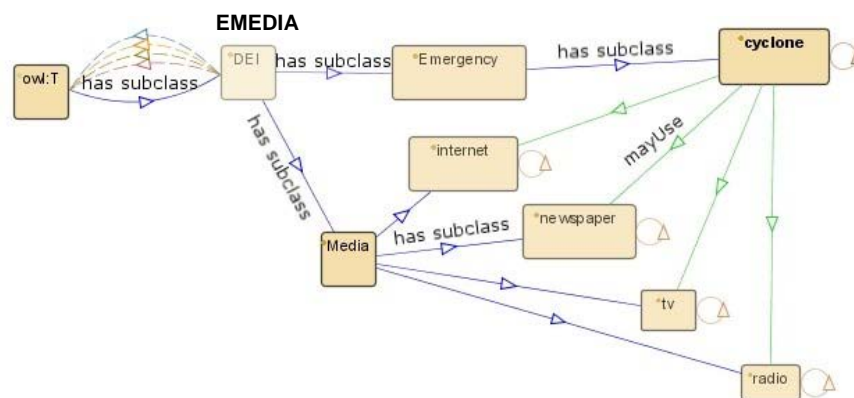 EMEDIA
owl:T
has subclass
DEI
has subclass
Emergency
has subclass
cyclone
has subclass
internet
mayUse
Media
has subclass
newspaper
tv
radio